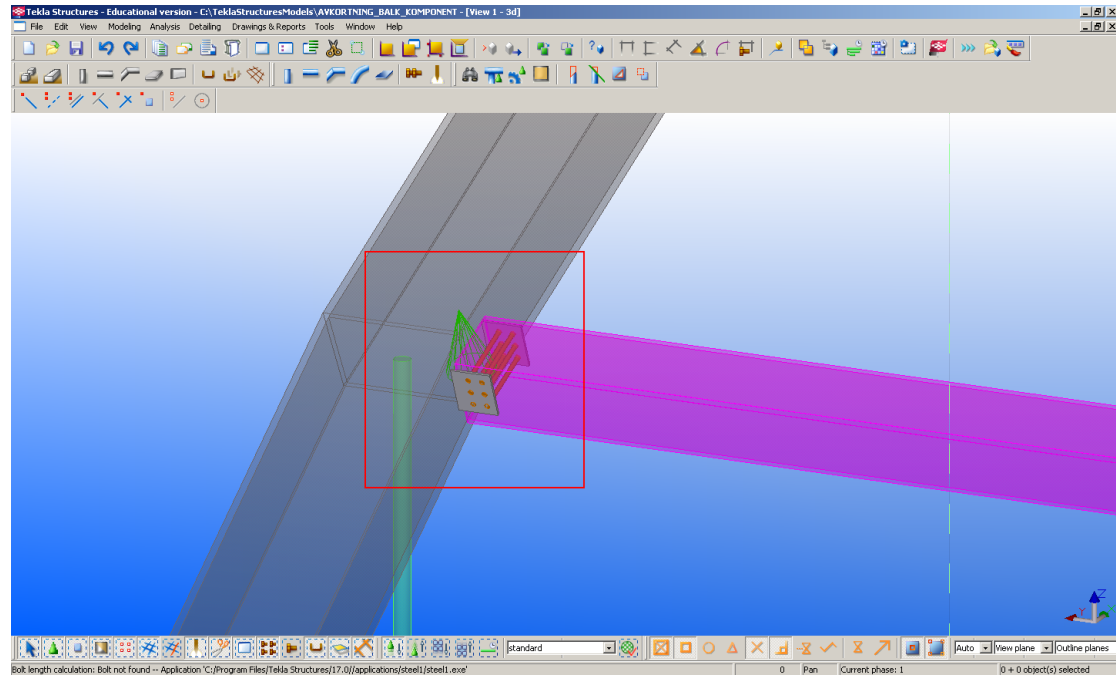 Tekla Structures - Educational version - C:\TeklaStructuresModels\AVKORTNING_BALK_KOMPONENT - [View 1 - 3d]
File Edit View Modeling Analysis Detailing Drawings & Reports Tools Window Help
Z
Y
standard
Auto
View plane
Outline planes
Bolt length calculation: Bolt not found -- Application 'C:/Program Files/Tekla Structures/17.0//applications/steel1/steel1.exe'
0
Pan
Current phase: 1
0 + 0 object(s) selected